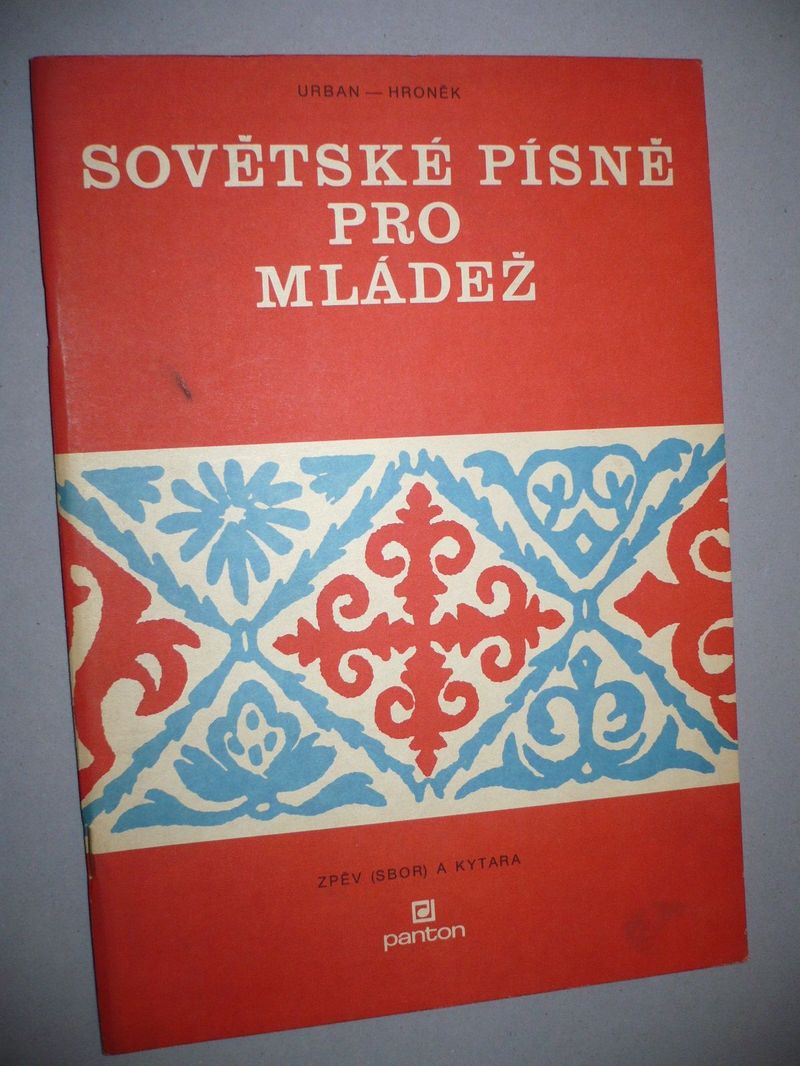 URBAN — HRONĚK
SOVĚTSKÉ PÍSNĚ
PRO
MLÁDEŽ
ZPĚV (SBOR) A KYTARA
panton